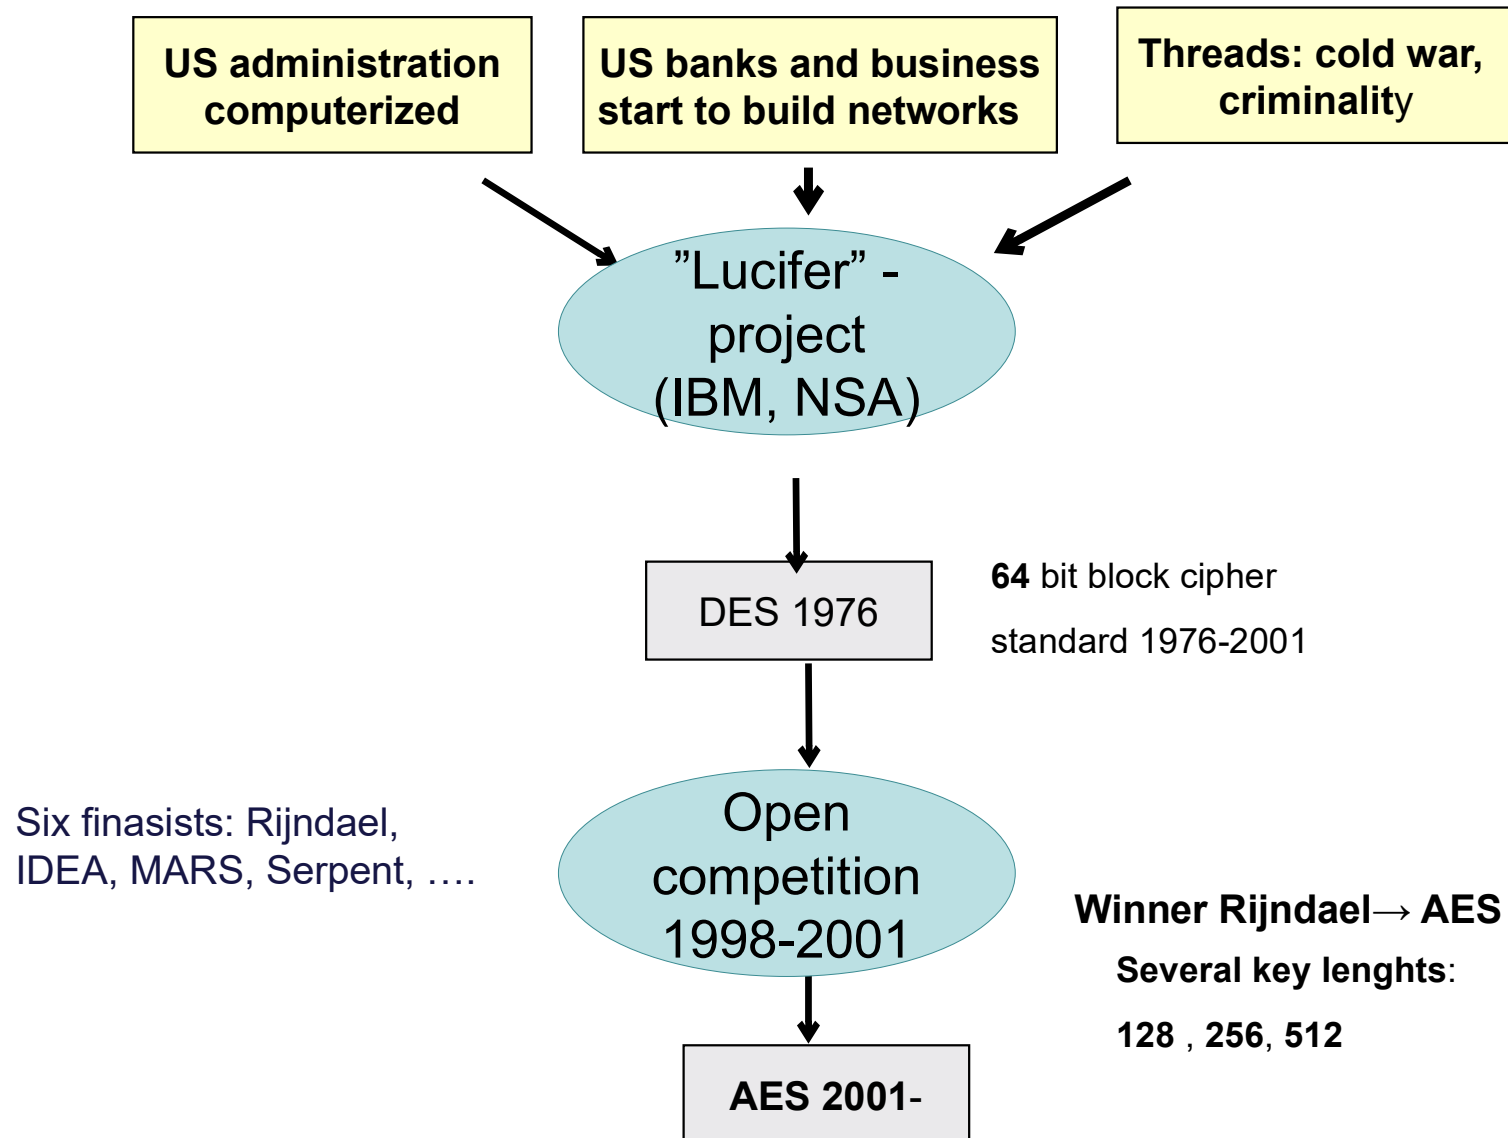 US administration
computerized
US banks and business
start to build networks
Threads: cold war,
criminality
”Lucifer” -
project
(IBM, NSA)
DES 1976
64 bit block cipher
standard 1976-2001
Six finasists: Rijndael,
IDEA, MARS, Serpent, ….
Open
competition
1998-2001
Winner Rijndael→ AES
Several key lenghts:
128 , 256, 512
AES 2001-